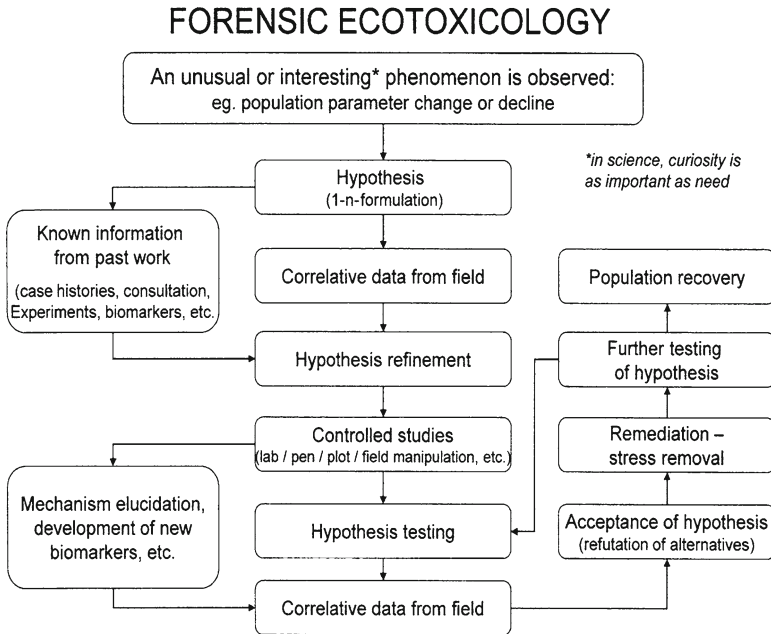 FORENSIC ECOTOXICOLOGY
An unusual or interesting* phenomenon is observed:
eg. population parameter change or decline
*in science, curiosity is
as important as need
Hypothesis
(1-n-formulation)
Known information
from past work
(case histories, consultation,
Experiments, biomarkers, etc.
Correlative data from field
Population recovery
Hypothesis refinement
Further testing
of hypothesis
Controlled studies
(lab / pen / plot / field manipulation, etc.)
Remediation –
stress removal
Mechanism elucidation,
development of new
biomarkers, etc.
Hypothesis testing
Acceptance of hypothesis
(refutation of alternatives)
Correlative data from field